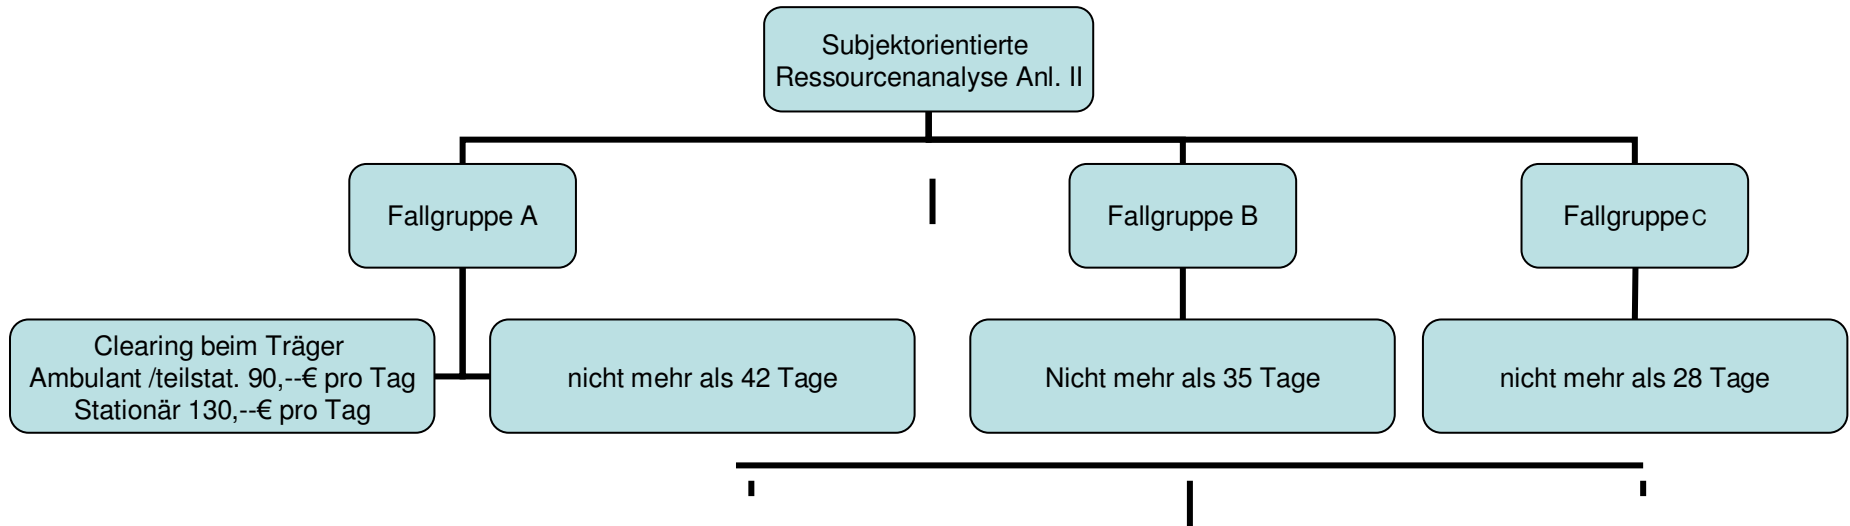 Subjektorientierte
Ressourcenanalyse Anl. II
Fallgruppe A
Fallgruppe B
Fallgruppe C
Clearing beim Träger
Ambulant /teilstat. 90,--€ pro Tag
Stationär 130,--€ pro Tag
nicht mehr als 42 Tage
Nicht mehr als 35 Tage
nicht mehr als 28 Tage